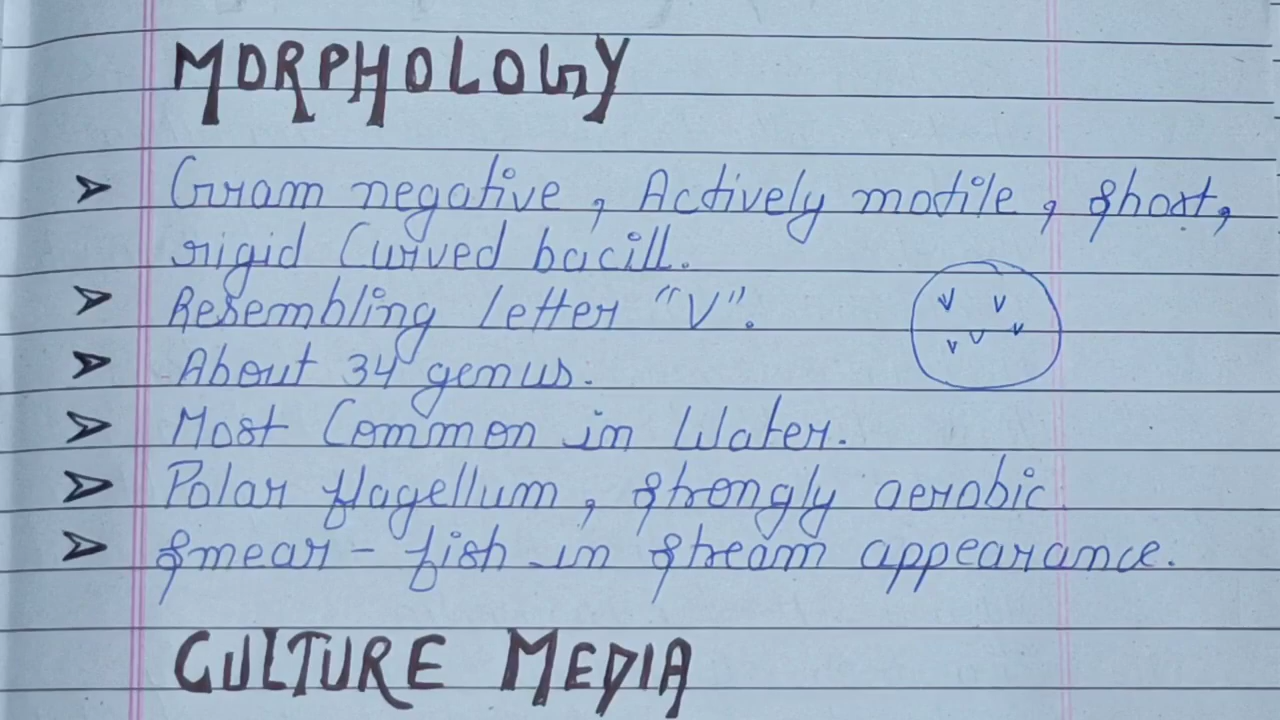 MORPHOLOGY
➤ Gram negative, Actively motile, short,
rigid Curved bacill.
➤ Resembling letter "V".
➤ About 34 genus.
➤ Most Common in Water.
➤ Polar flagellum, strongly aerobic
➤ Smear - fish in stream appearance.
CULTURE MEDIA